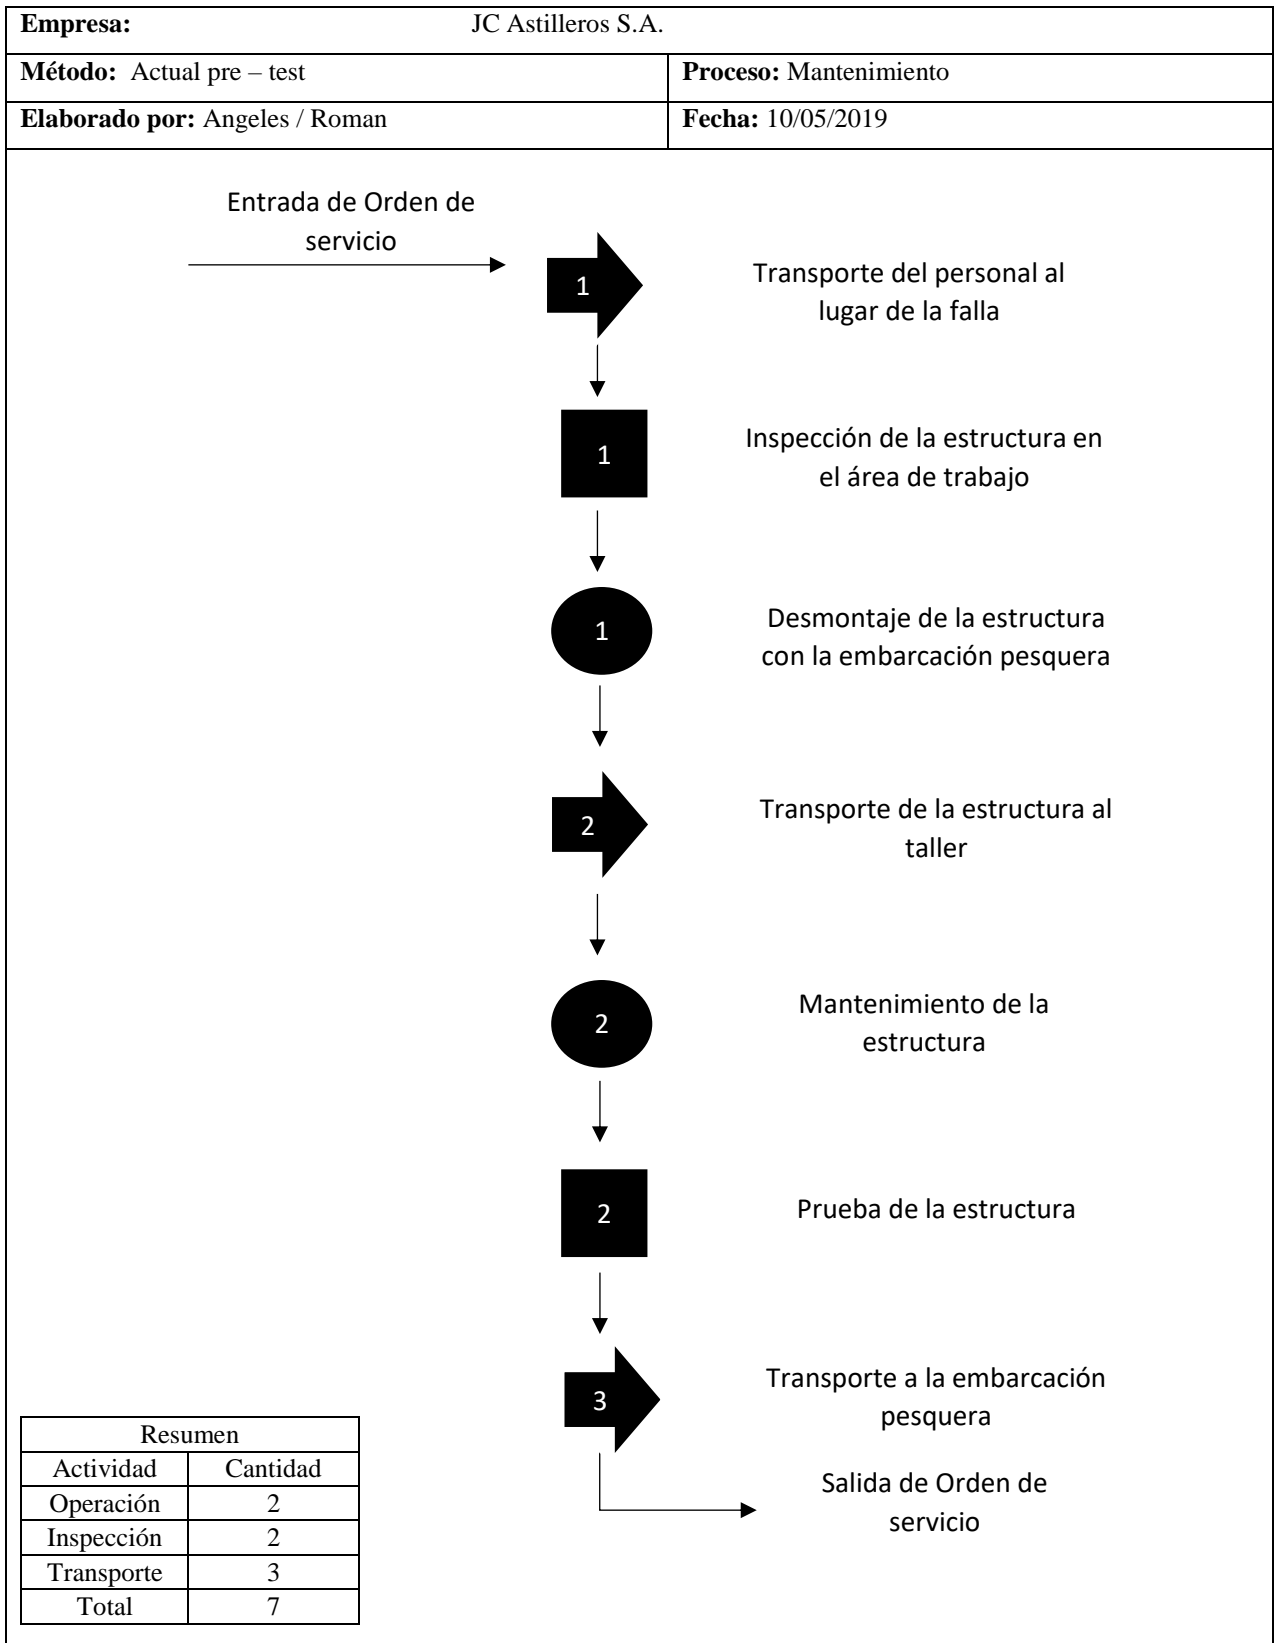 Empresa: JC Astilleros S.A.
Método: Actual pre – test
Proceso: Mantenimiento
Elaborado por: Angeles / Roman
Fecha: 10/05/2019
Entrada de Orden de
servicio
1
Transporte del personal al
lugar de la falla
1
Inspección de la estructura en
el área de trabajo
1
Desmontaje de la estructura
con la embarcación pesquera
2
Transporte de la estructura al
taller
2
Mantenimiento de la
estructura
2
Prueba de la estructura
3
Transporte a la embarcación
pesquera
Salida de Orden de
servicio
Resumen
Actividad Cantidad
Operación 2
Inspección 2
Transporte 3
Total 7